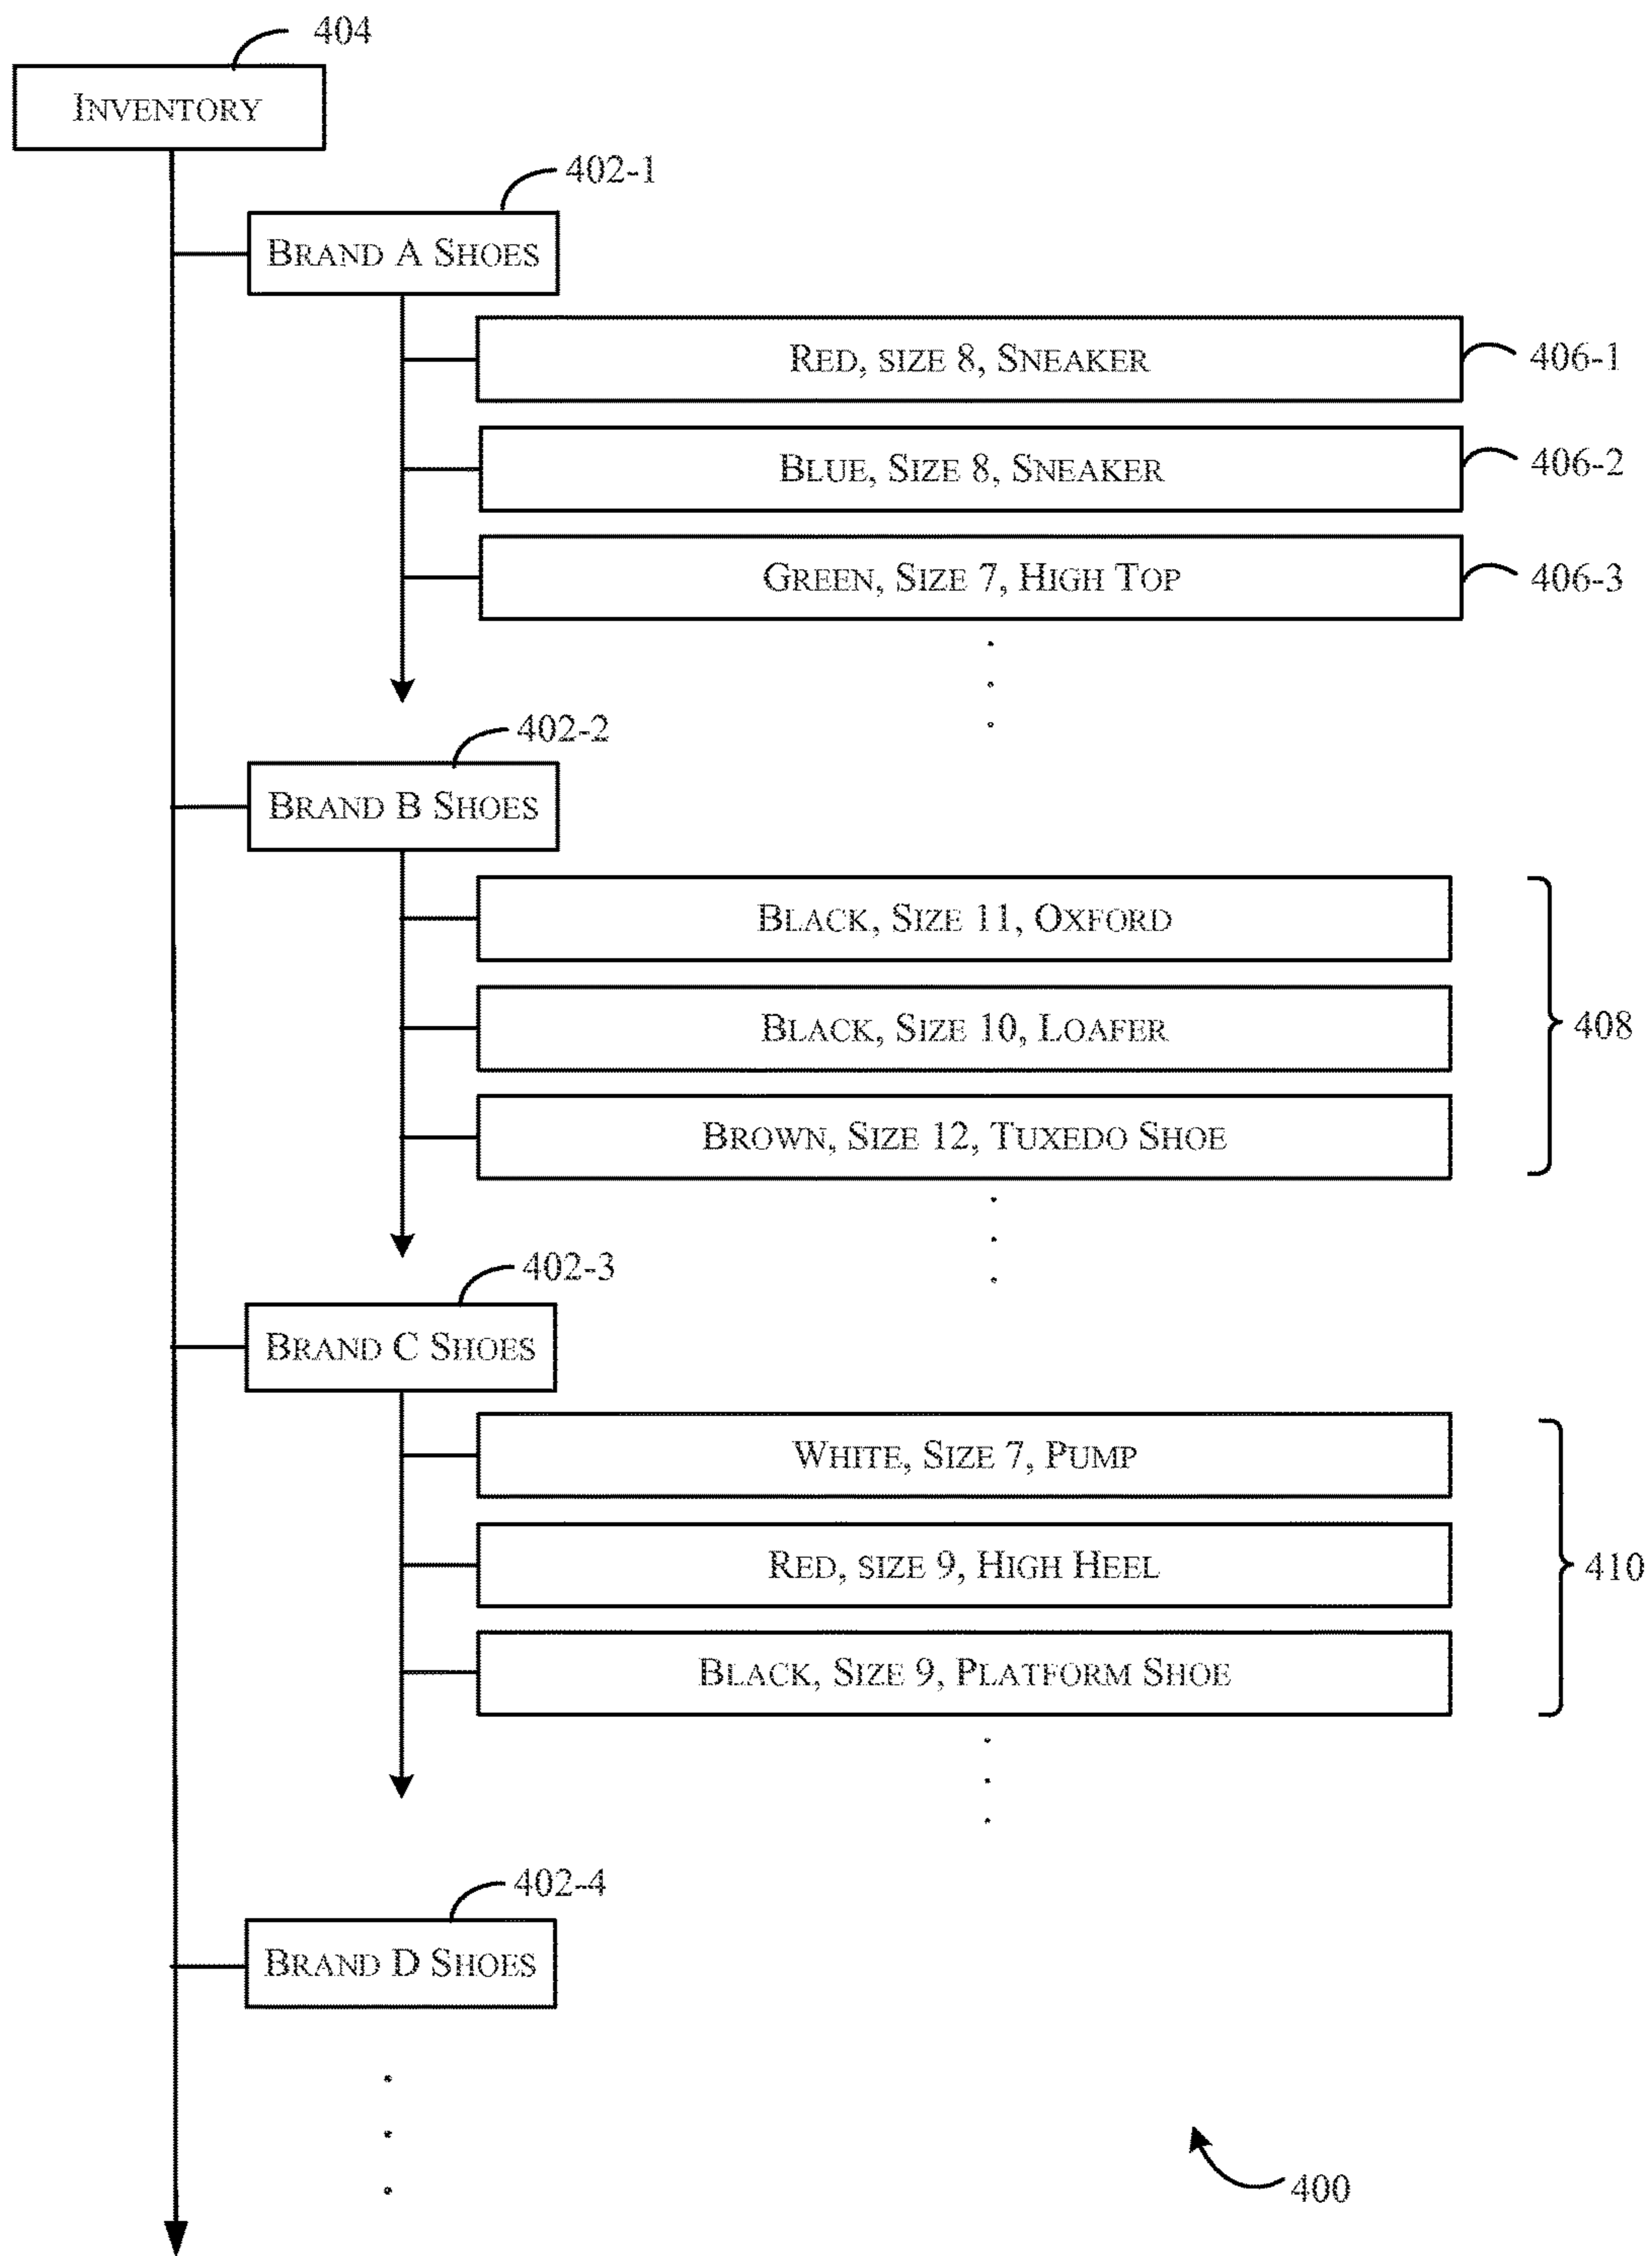 404
INVENTORY
402-1
BRAND A SHOES
RED, SIZE 8, SNEAKER
406-1
BLUE, SIZE 8, SNEAKER
406-2
GREEN, SIZE 7, HIGH TOP
406-3
402-2
BRAND B SHOES
BLACK, SIZE 11, OXFORD
BLACK, SIZE 10, LOAFER
408
BROWN, SIZE 12, TUXEDO SHOE
402-3
BRAND C SHOES
WHITE, SIZE 7, PUMP
RED, SIZE 9, HIGH HEEL
410
BLACK, SIZE 9, PLATFORM SHOE
402-4
BRAND D SHOES
400